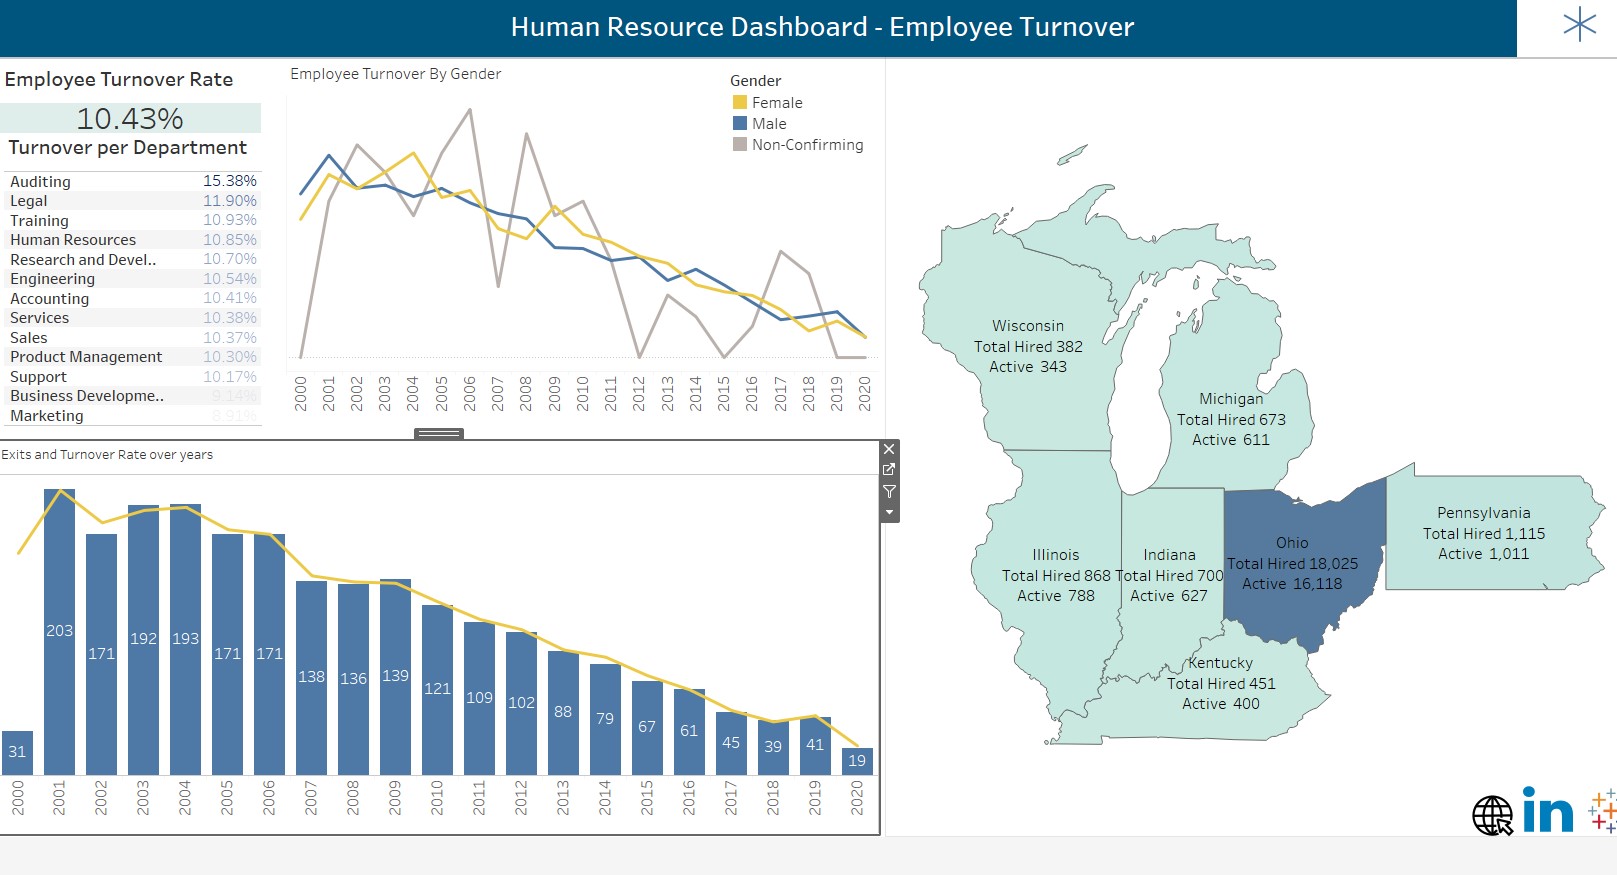 Human Resource Dashboard - Employee Turnover
Employee Turnover Rate
10.43%
Turnover per Department
Auditing 15.38%
Legal 11.90%
Training 10.93%
Human Resources 10.85%
Research and Devel.. 10.70%
Engineering 10.54%
Accounting 10.41%
Services 10.38%
Sales 10.37%
Product Management 10.30%
Support 10.17%
Business Developme.. 9.14%
Marketing 8.91%
Employee Turnover By Gender
Gender
Female
Male
Non-Confirming
2000 2001 2002 2003 2004 2005 2006 2007 2008 2009 2010 2011 2012 2013 2014 2015 2016 2017 2018 2019 2020
Exits and Turnover Rate over years
31 203 171 192 193 171 171 138 136 139 121 109 102 88 79 67 61 45 39 41 19
2000 2001 2002 2003 2004 2005 2006 2007 2008 2009 2010 2011 2012 2013 2014 2015 2016 2017 2018 2019 2020
Wisconsin
Total Hired 382
Active 343
Michigan
Total Hired 673
Active 611
Pennsylvania
Total Hired 1,115
Active 1,011
Ohio
Total Hired 18,025
Active 16,118
Illinois
Total Hired 868
Active 788
Indiana
Total Hired 700
Active 627
Kentucky
Total Hired 451
Active 400
in